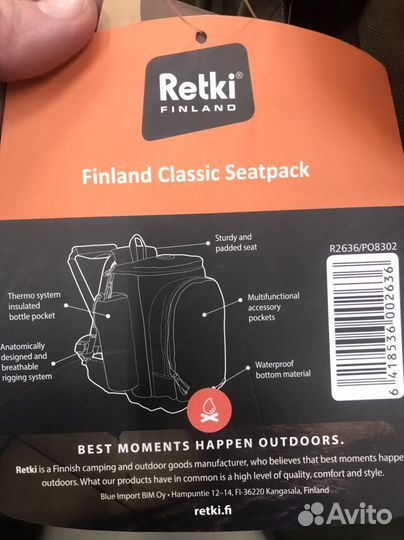 Retki®
FINLAND
Finland Classic Seatpack
Sturdy and
padded seat
R2636/PO8302
Thermo system
insulated
bottle pocket
Multifunctional
accessory
pockets
Anatomically
designed and
breathable
rigging system
Waterproof
bottom material
6 418536 002636
BEST MOMENTS HAPPEN OUTDOORS.
Retki is a Finnish camping and outdoor goods manufacturer, who believes that best moments happen
outdoors. What our products have in common is a high level of quality, comfort and style.
Blue Import BIM Oy • Hampuntie 12–14, FI-36220 Kangasala, Finland
retki.fi
Avito